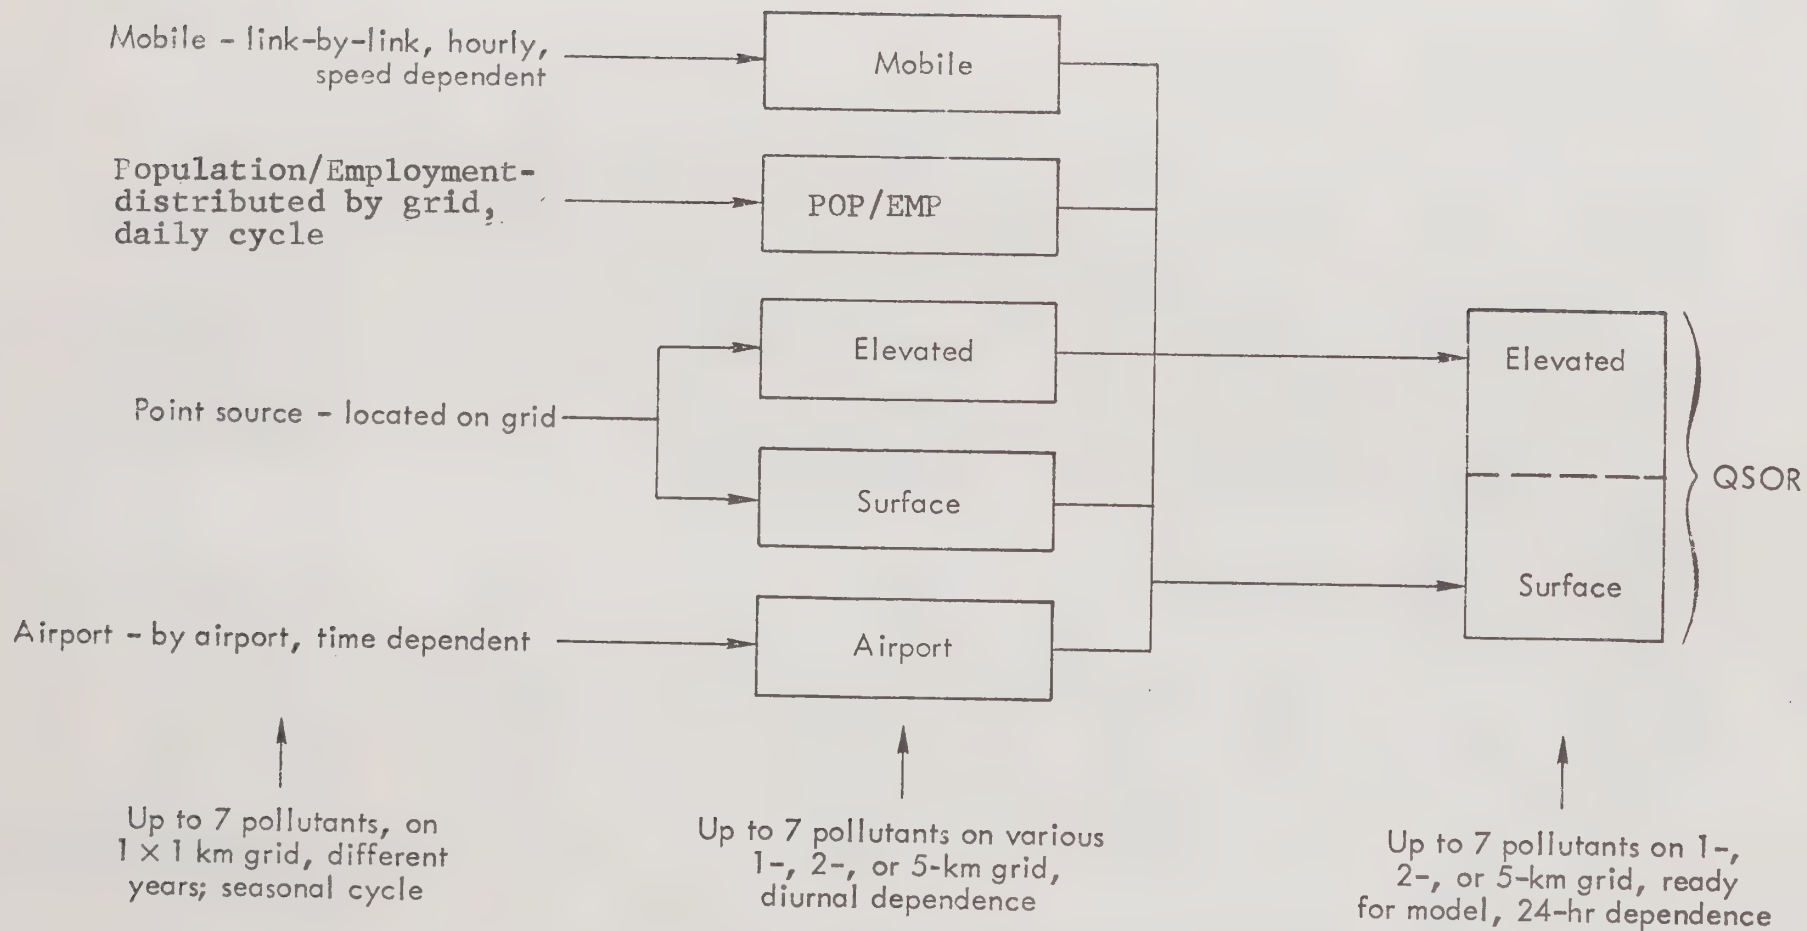 Mobile - link-by-link, hourly,
speed dependent
Mobile
Population/Employment-
distributed by grid,
daily cycle
POP/EMP
Elevated
Point source - located on grid
Surface
Airport - by airport, time dependent
Airport
Elevated
Surface
QSOR
Up to 7 pollutants, on
1 × 1 km grid, different
years; seasonal cycle
Up to 7 pollutants on various
1-, 2-, or 5-km grid,
diurnal dependence
Up to 7 pollutants on 1-,
2-, or 5-km grid, ready
for model, 24-hr dependence